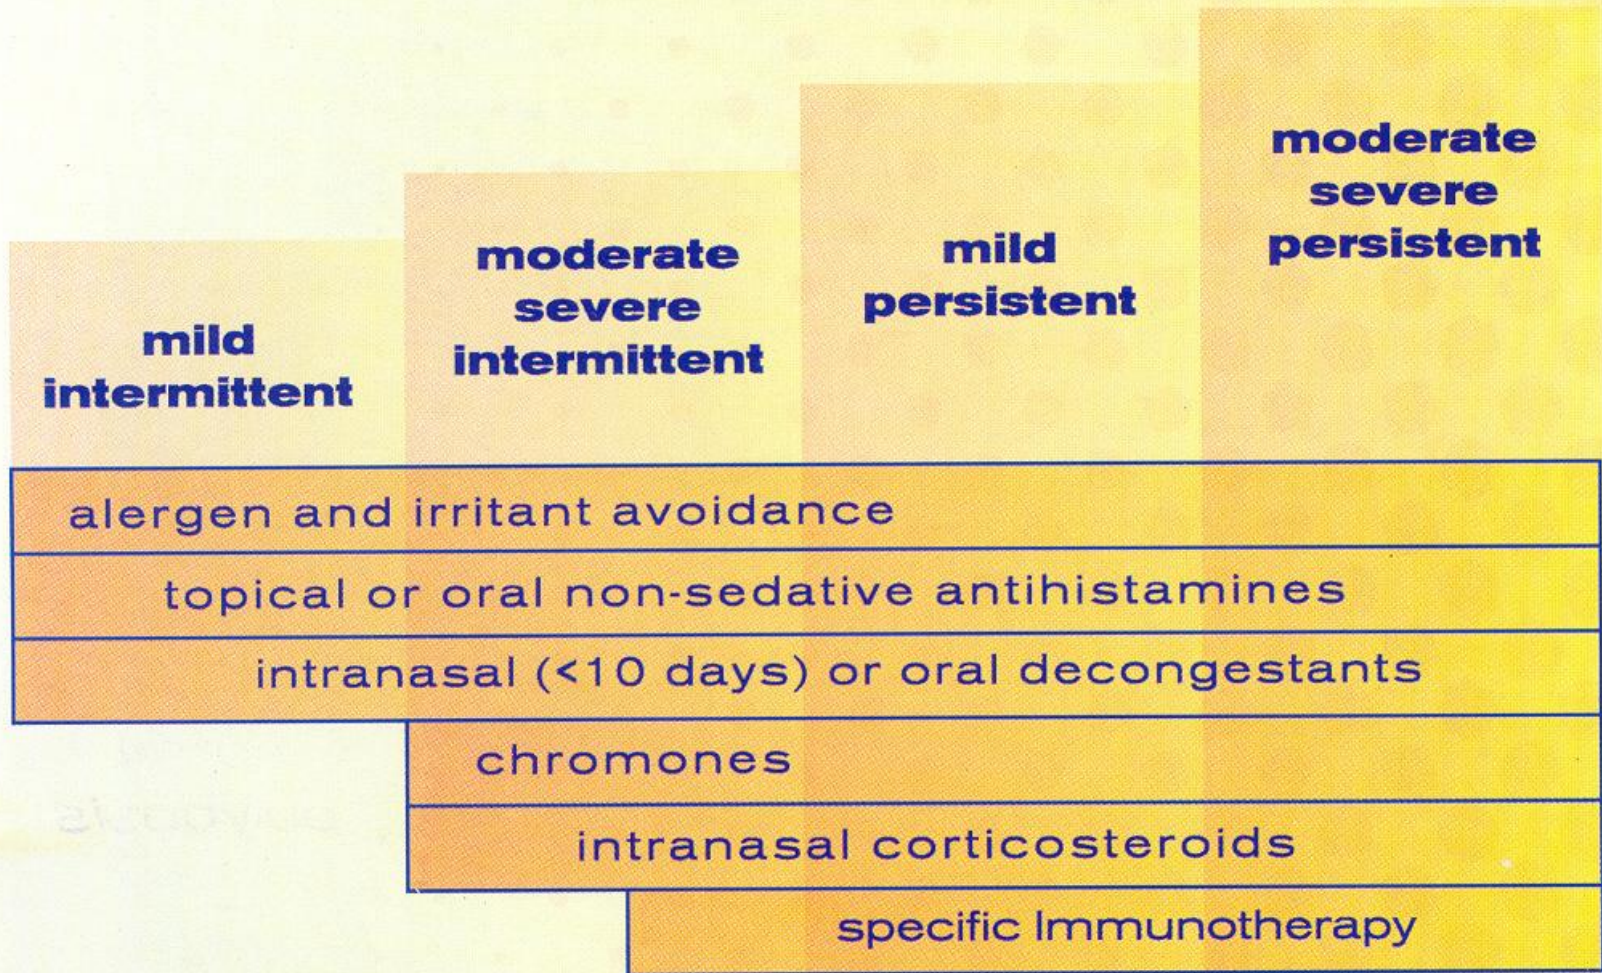 mild
intermittent
moderate
severe
intermittent
mild
persistent
moderate
severe
persistent
alergen and irritant avoidance
topical or oral non-sedative antihistamines
intranasal (<10 days) or oral decongestants
chromones
intranasal corticosteroids
specific Immunotherapy